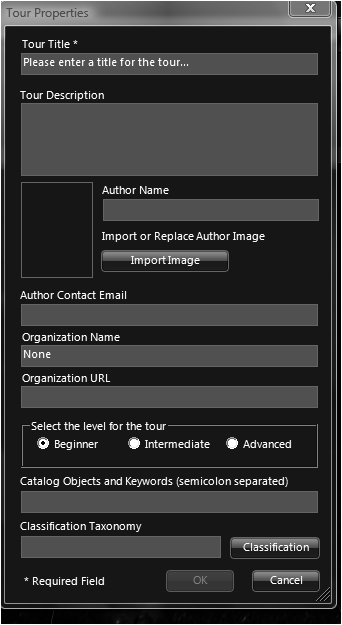 Tour Properties
X
Tour Title *
Please enter a title for the tour...
Tour Description
Author Name
Import or Replace Author Image
Import Image
Author Contact Email
Organization Name
None
Organization URL
Select the level for the tour
Beginner Intermediate Advanced
Catalog Objects and Keywords (semicolon separated)
Classification Taxonomy
Classification
* Required Field OK Cancel